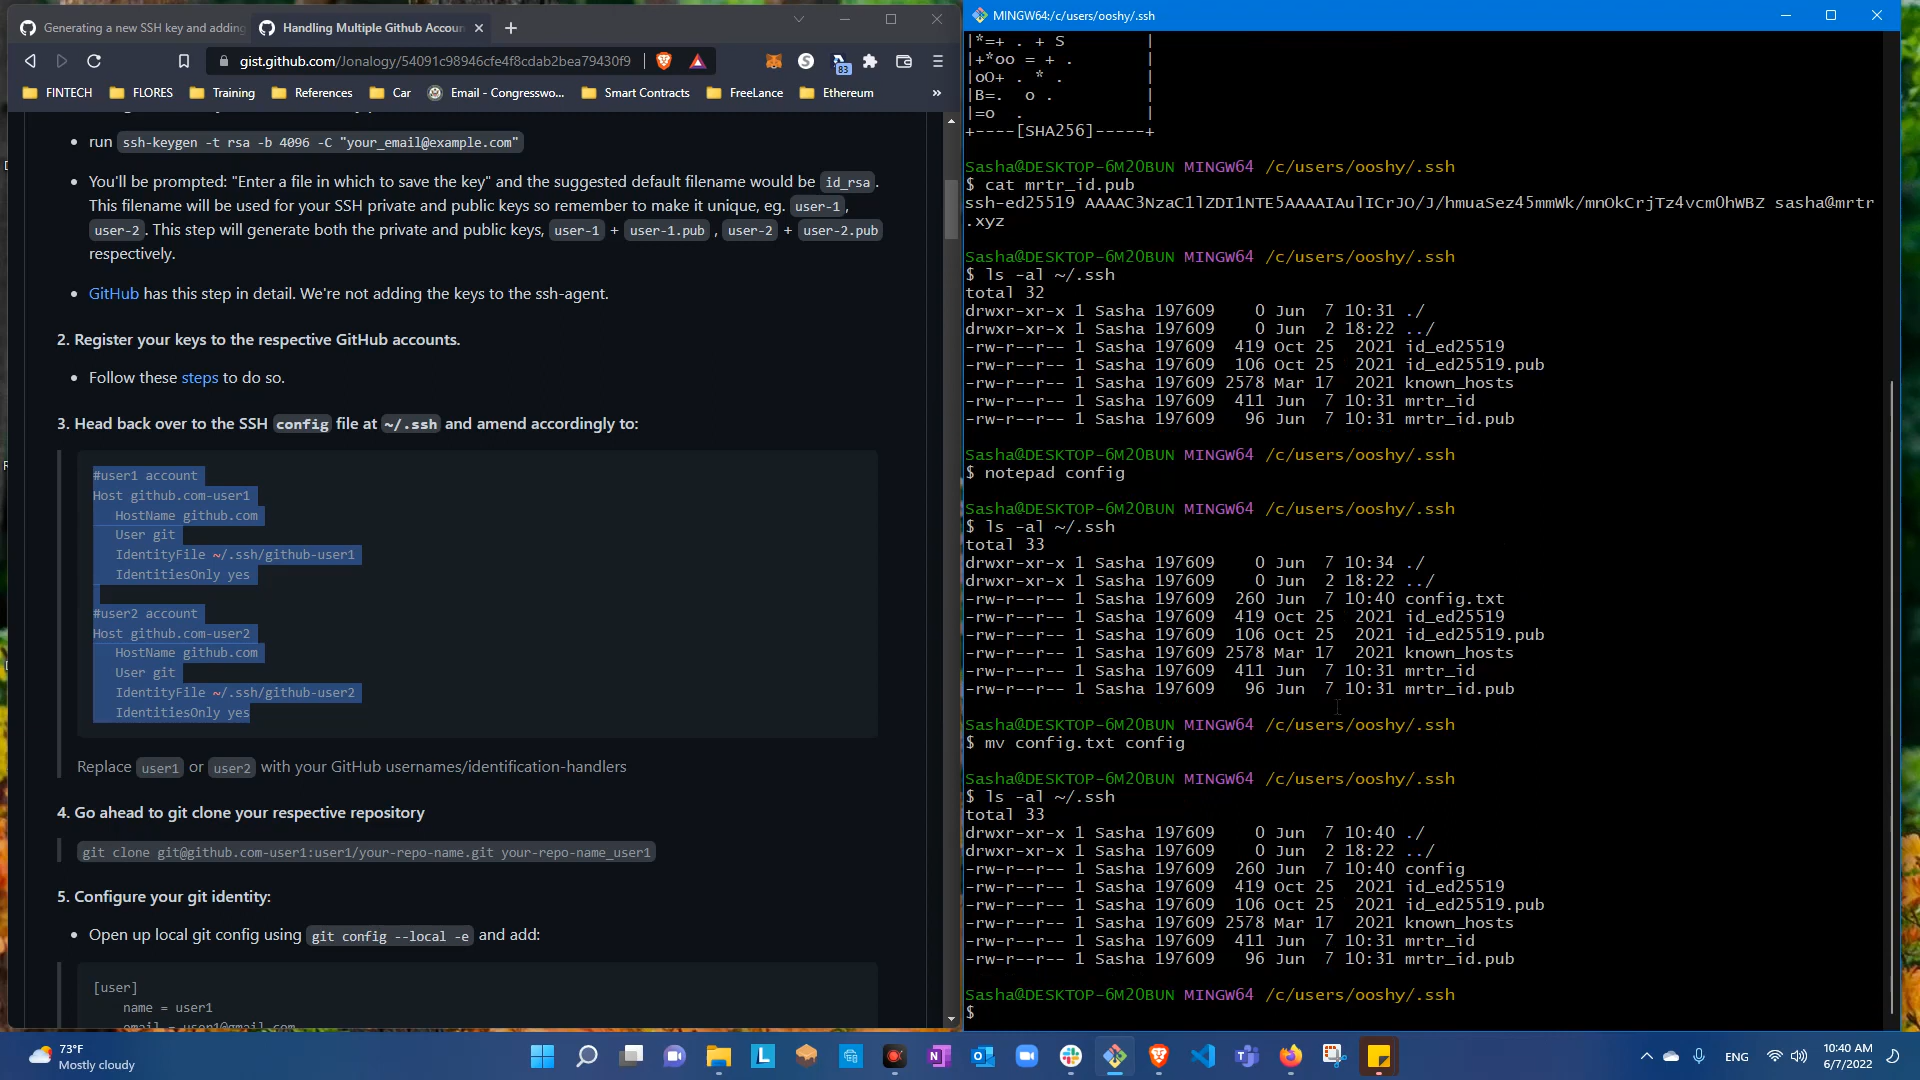 Generating a new SSH key and adding
Handling Multiple Github Accoun
gist.github.com/Jonalogy/54091c98946cfe4f8cdab2bea79430f9
83
FINTECH
FLORES
Training
References
Car
Email - Congresswo...
Smart Contracts
FreeLance
Ethereum
»
• run ssh-keygen -t rsa -b 4096 -C "your_email@example.com"
• You'll be prompted: "Enter a file in which to save the key" and the suggested default filename would be id_rsa.
This filename will be used for your SSH private and public keys so remember to make it unique, eg. user-1,
user-2. This step will generate both the private and public keys, user-1 + user-1.pub , user-2 + user-2.pub
respectively.
• GitHub has this step in detail. We're not adding the keys to the ssh-agent.
2. Register your keys to the respective GitHub accounts.
• Follow these steps to do so.
3. Head back over to the SSH config file at ~/.ssh and amend accordingly to:
#user1 account
Host github.com-user1
HostName github.com
User git
IdentityFile ~/.ssh/github-user1
IdentitiesOnly yes
#user2 account
Host github.com-user2
HostName github.com
User git
IdentityFile ~/.ssh/github-user2
IdentitiesOnly yes
Replace user1 or user2 with your GitHub usernames/identification-handlers
4. Go ahead to git clone your respective repository
git clone git@github.com-user1:user1/your-repo-name.git your-repo-name_user1
5. Configure your git identity:
• Open up local git config using git config --local -e and add:
[user]
name = user1
email = user1@gmail.com
MINGW64:/c/users/ooshy/.ssh
|*=+ . + S |
|+*oo = + . |
|oO+ . * . |
|B=. o . |
|=o . |
+----[SHA256]-----+
Sasha@DESKTOP-6M2OBUN MINGW64 /c/users/ooshy/.ssh
$ cat mrtr_id.pub
ssh-ed25519 AAAAC3NzaC1lZDI1NTE5AAAAIAulICrJO/J/hmuaSez45mmWk/mnOkCrjTz4vcmOhWBZ sasha@mrtr
.xyz
Sasha@DESKTOP-6M2OBUN MINGW64 /c/users/ooshy/.ssh
$ ls -al ~/.ssh
total 32
drwxr-xr-x 1 Sasha 197609 0 Jun 7 10:31 ./
drwxr-xr-x 1 Sasha 197609 0 Jun 2 18:22 ../
-rw-r--r-- 1 Sasha 197609 419 Oct 25 2021 id_ed25519
-rw-r--r-- 1 Sasha 197609 106 Oct 25 2021 id_ed25519.pub
-rw-r--r-- 1 Sasha 197609 2578 Mar 17 2021 known_hosts
-rw-r--r-- 1 Sasha 197609 411 Jun 7 10:31 mrtr_id
-rw-r--r-- 1 Sasha 197609 96 Jun 7 10:31 mrtr_id.pub
Sasha@DESKTOP-6M2OBUN MINGW64 /c/users/ooshy/.ssh
$ notepad config
Sasha@DESKTOP-6M2OBUN MINGW64 /c/users/ooshy/.ssh
$ ls -al ~/.ssh
total 33
drwxr-xr-x 1 Sasha 197609 0 Jun 7 10:34 ./
drwxr-xr-x 1 Sasha 197609 0 Jun 2 18:22 ../
-rw-r--r-- 1 Sasha 197609 260 Jun 7 10:40 config.txt
-rw-r--r-- 1 Sasha 197609 419 Oct 25 2021 id_ed25519
-rw-r--r-- 1 Sasha 197609 106 Oct 25 2021 id_ed25519.pub
-rw-r--r-- 1 Sasha 197609 2578 Mar 17 2021 known_hosts
-rw-r--r-- 1 Sasha 197609 411 Jun 7 10:31 mrtr_id
-rw-r--r-- 1 Sasha 197609 96 Jun 7 10:31 mrtr_id.pub
Sasha@DESKTOP-6M2OBUN MINGW64 /c/users/ooshy/.ssh
$ mv config.txt config
Sasha@DESKTOP-6M2OBUN MINGW64 /c/users/ooshy/.ssh
$ ls -al ~/.ssh
total 33
drwxr-xr-x 1 Sasha 197609 0 Jun 7 10:40 ./
drwxr-xr-x 1 Sasha 197609 0 Jun 2 18:22 ../
-rw-r--r-- 1 Sasha 197609 260 Jun 7 10:40 config
-rw-r--r-- 1 Sasha 197609 419 Oct 25 2021 id_ed25519
-rw-r--r-- 1 Sasha 197609 106 Oct 25 2021 id_ed25519.pub
-rw-r--r-- 1 Sasha 197609 2578 Mar 17 2021 known_hosts
-rw-r--r-- 1 Sasha 197609 411 Jun 7 10:31 mrtr_id
-rw-r--r-- 1 Sasha 197609 96 Jun 7 10:31 mrtr_id.pub
Sasha@DESKTOP-6M2OBUN MINGW64 /c/users/ooshy/.ssh
$
73°F
Mostly cloudy
ENG
10:40 AM
6/7/2022